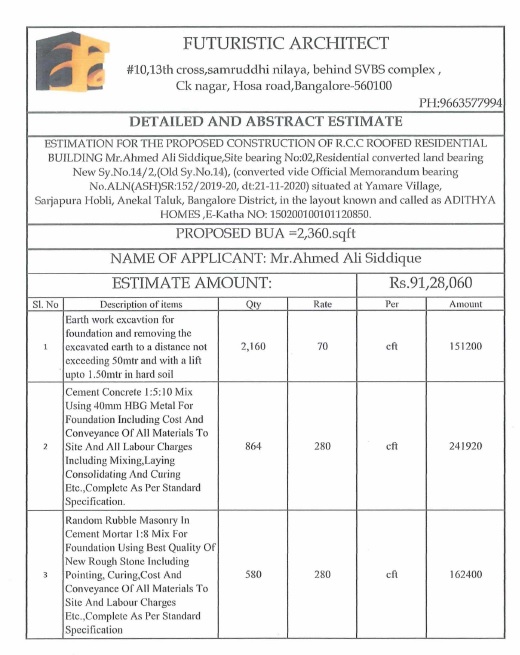 FUTURISTIC ARCHITECT
#10,13th cross,samruddhi nilaya, behind SVBS complex ,
Ck nagar, Hosa road,Bangalore-560100
PH:9663577994
DETAILED AND ABSTRACT ESTIMATE
ESTIMATION FOR THE PROPOSED CONSTRUCTION OF R.C.C ROOFED RESIDENTIAL
BUILDING Mr.Ahmed Ali Siddique,Site bearing No:02,Residential converted land bearing
New Sy.No.14/2,(Old Sy.No.14), (converted vide Official Memorandum bearing
No.ALN(ASH)SR:152/2019-20, dt:21-11-2020) situated at Yamare Village,
Sarjapura Hobli, Anekal Taluk, Bangalore District, in the layout known and called as ADITHYA
HOMES ,E-Katha NO: 150200100101120850.
PROPOSED BUA =2,360.sqft
NAME OF APPLICANT: Mr.Ahmed Ali Siddique
ESTIMATE AMOUNT: Rs.91,28,060
Sl. No Description of items Qty Rate Per Amount
Earth work excavtion for
foundation and removing the
1 excavated earth to a distance not 2,160 70 cft 151200
exceeding 50mtr and with a lift
upto 1.50mtr in hard soil
Cement Concrete 1:5:10 Mix
Using 40mm HBG Metal For
Foundation Including Cost And
Conveyance Of All Materials To
2 Site And All Labour Charges 864 280 cft 241920
Including Mixing,Laying
Consolidating And Curing
Etc.,Complete As Per Standard
Specification.
Random Rubble Masonry In
Cement Mortar 1:8 Mix For
Foundation Using Best Quality Of
New Rough Stone Including
3 Pointing, Curing,Cost And 580 280 cft 162400
Conveyance Of All Materials To
Site And Labour Charges
Etc.,Complete As Per Standard
Specification